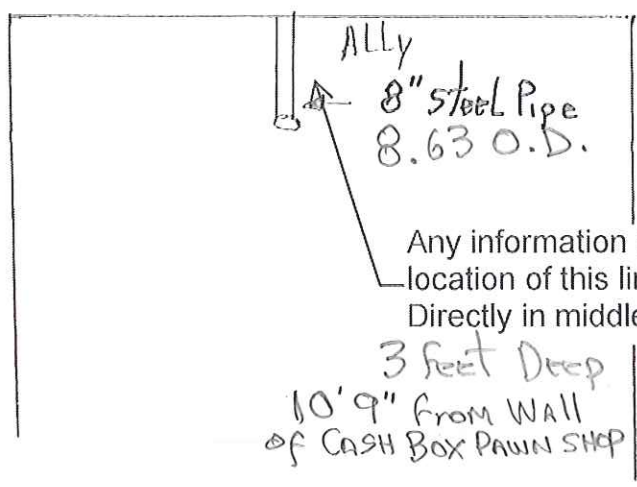 ALLy
8" steel Pipe
8.63 O.D.
Any information
location of this lin
Directly in middle
3 feet Deep
10'9" from WAll
of CASH BOX PAWN SHOP